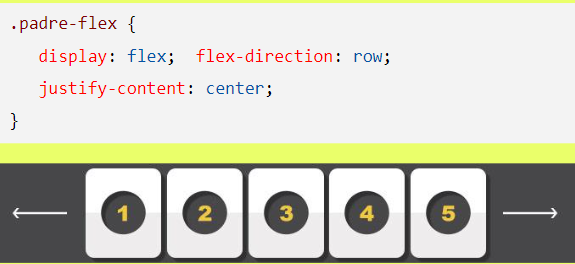 .padre-flex {
display: flex;  flex-direction: row;
justify-content: center;
}
1 2 3 4 5